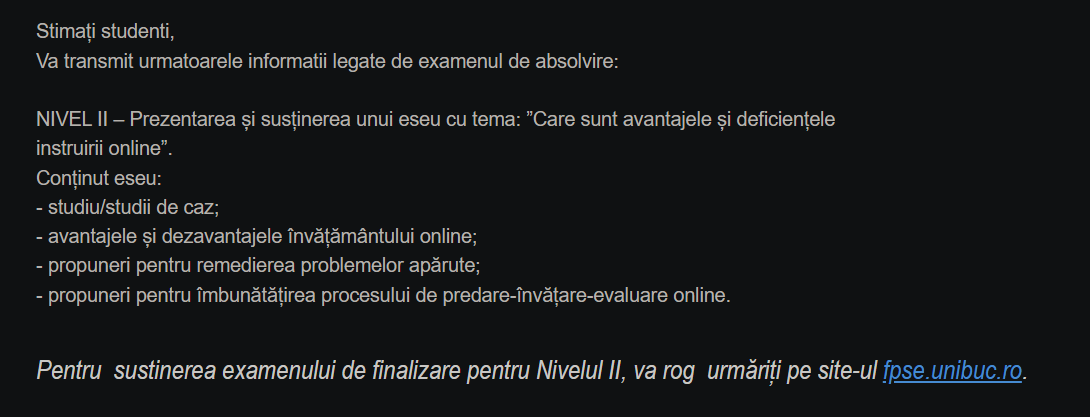 Stimați studenti,
Va transmit urmatoarele informatii legate de examenul de absolvire:
NIVEL II – Prezentarea și susținerea unui eseu cu tema: ”Care sunt avantajele și deficiențele
instruirii online”.
Conținut eseu:
- studiu/studii de caz;
- avantajele și dezavantajele învățământului online;
- propuneri pentru remedierea problemelor apărute;
- propuneri pentru îmbunătățirea procesului de predare-învățare-evaluare online.
Pentru  sustinerea examenului de finalizare pentru Nivelul II, va rog  urmăriți pe site-ul fpse.unibuc.ro.